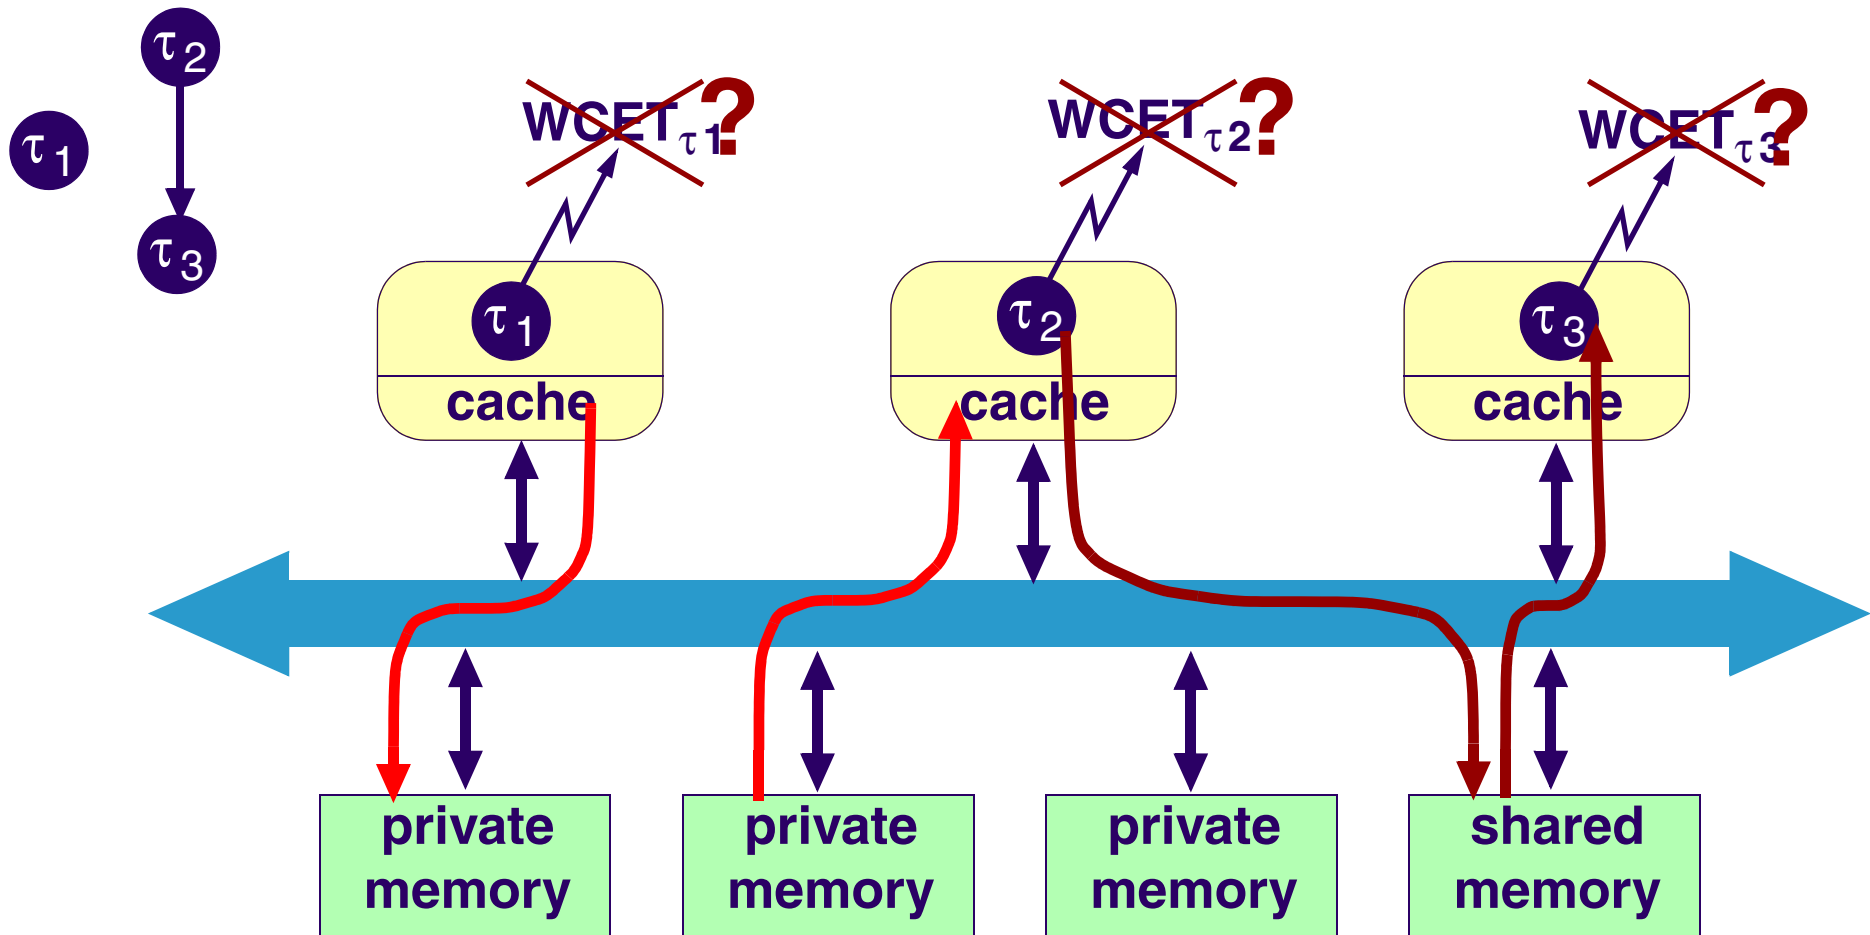 τ2
τ1
τ3
WCETτ1?
WCETτ2?
WCETτ3?
τ1
τ2
τ3
cache
cache
cache
private
memory
private
memory
private
memory
shared
memory